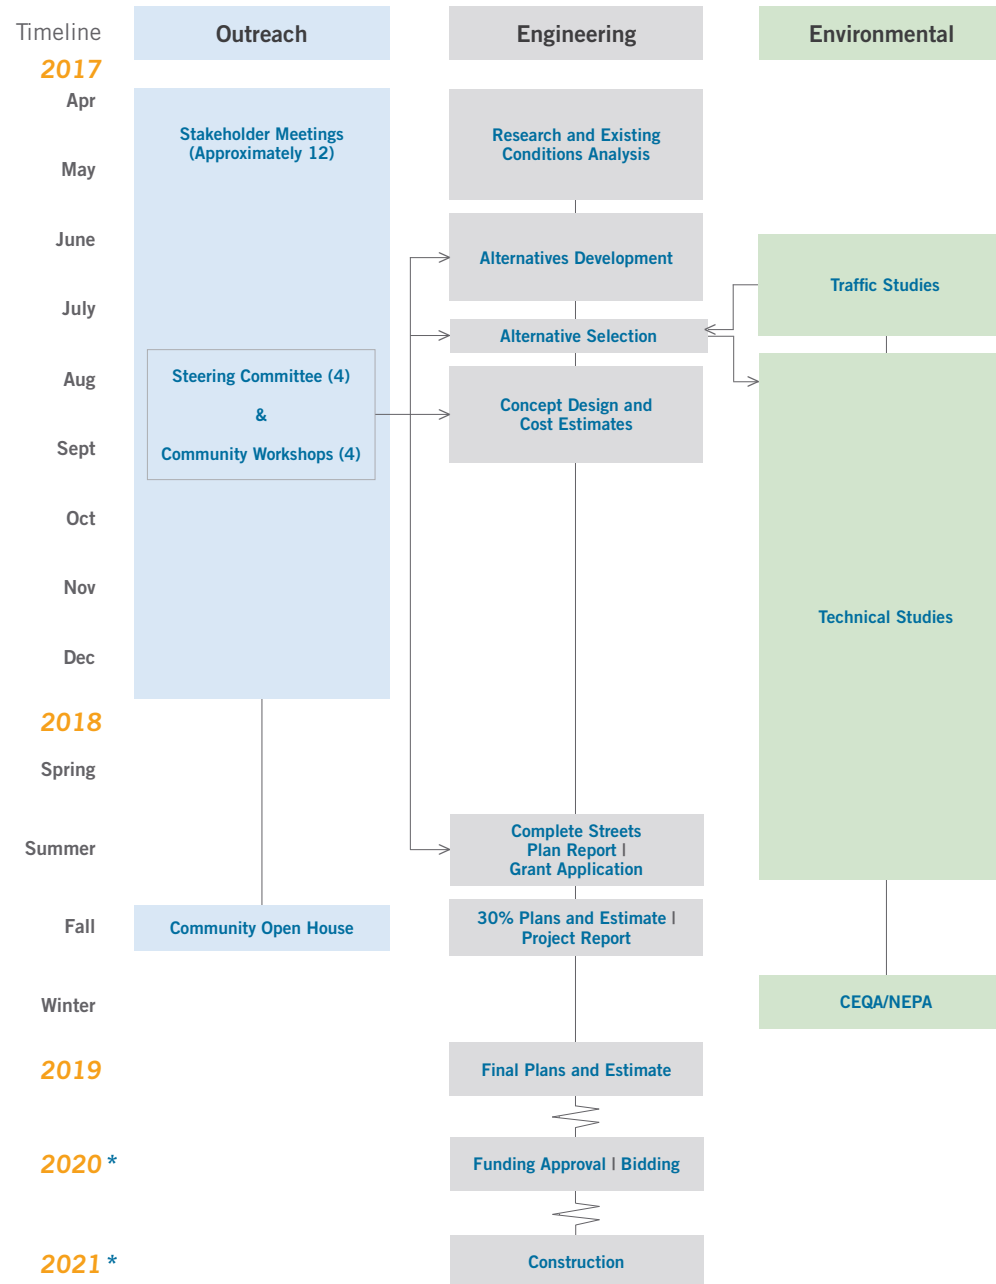 Timeline
Outreach
Engineering
Environmental
2017
Apr
May
June
July
Aug
Sept
Oct
Nov
Dec
2018
Spring
Summer
Fall
Winter
2019
2020 *
2021 *
Stakeholder Meetings
(Approximately 12)
Steering Committee (4)
&
Community Workshops (4)
Community Open House
Research and Existing
Conditions Analysis
Alternatives Development
Alternative Selection
Concept Design and
Cost Estimates
Complete Streets
Plan Report |
Grant Application
30% Plans and Estimate |
Project Report
Final Plans and Estimate
Funding Approval | Bidding
Construction
Traffic Studies
Technical Studies
CEQA/NEPA